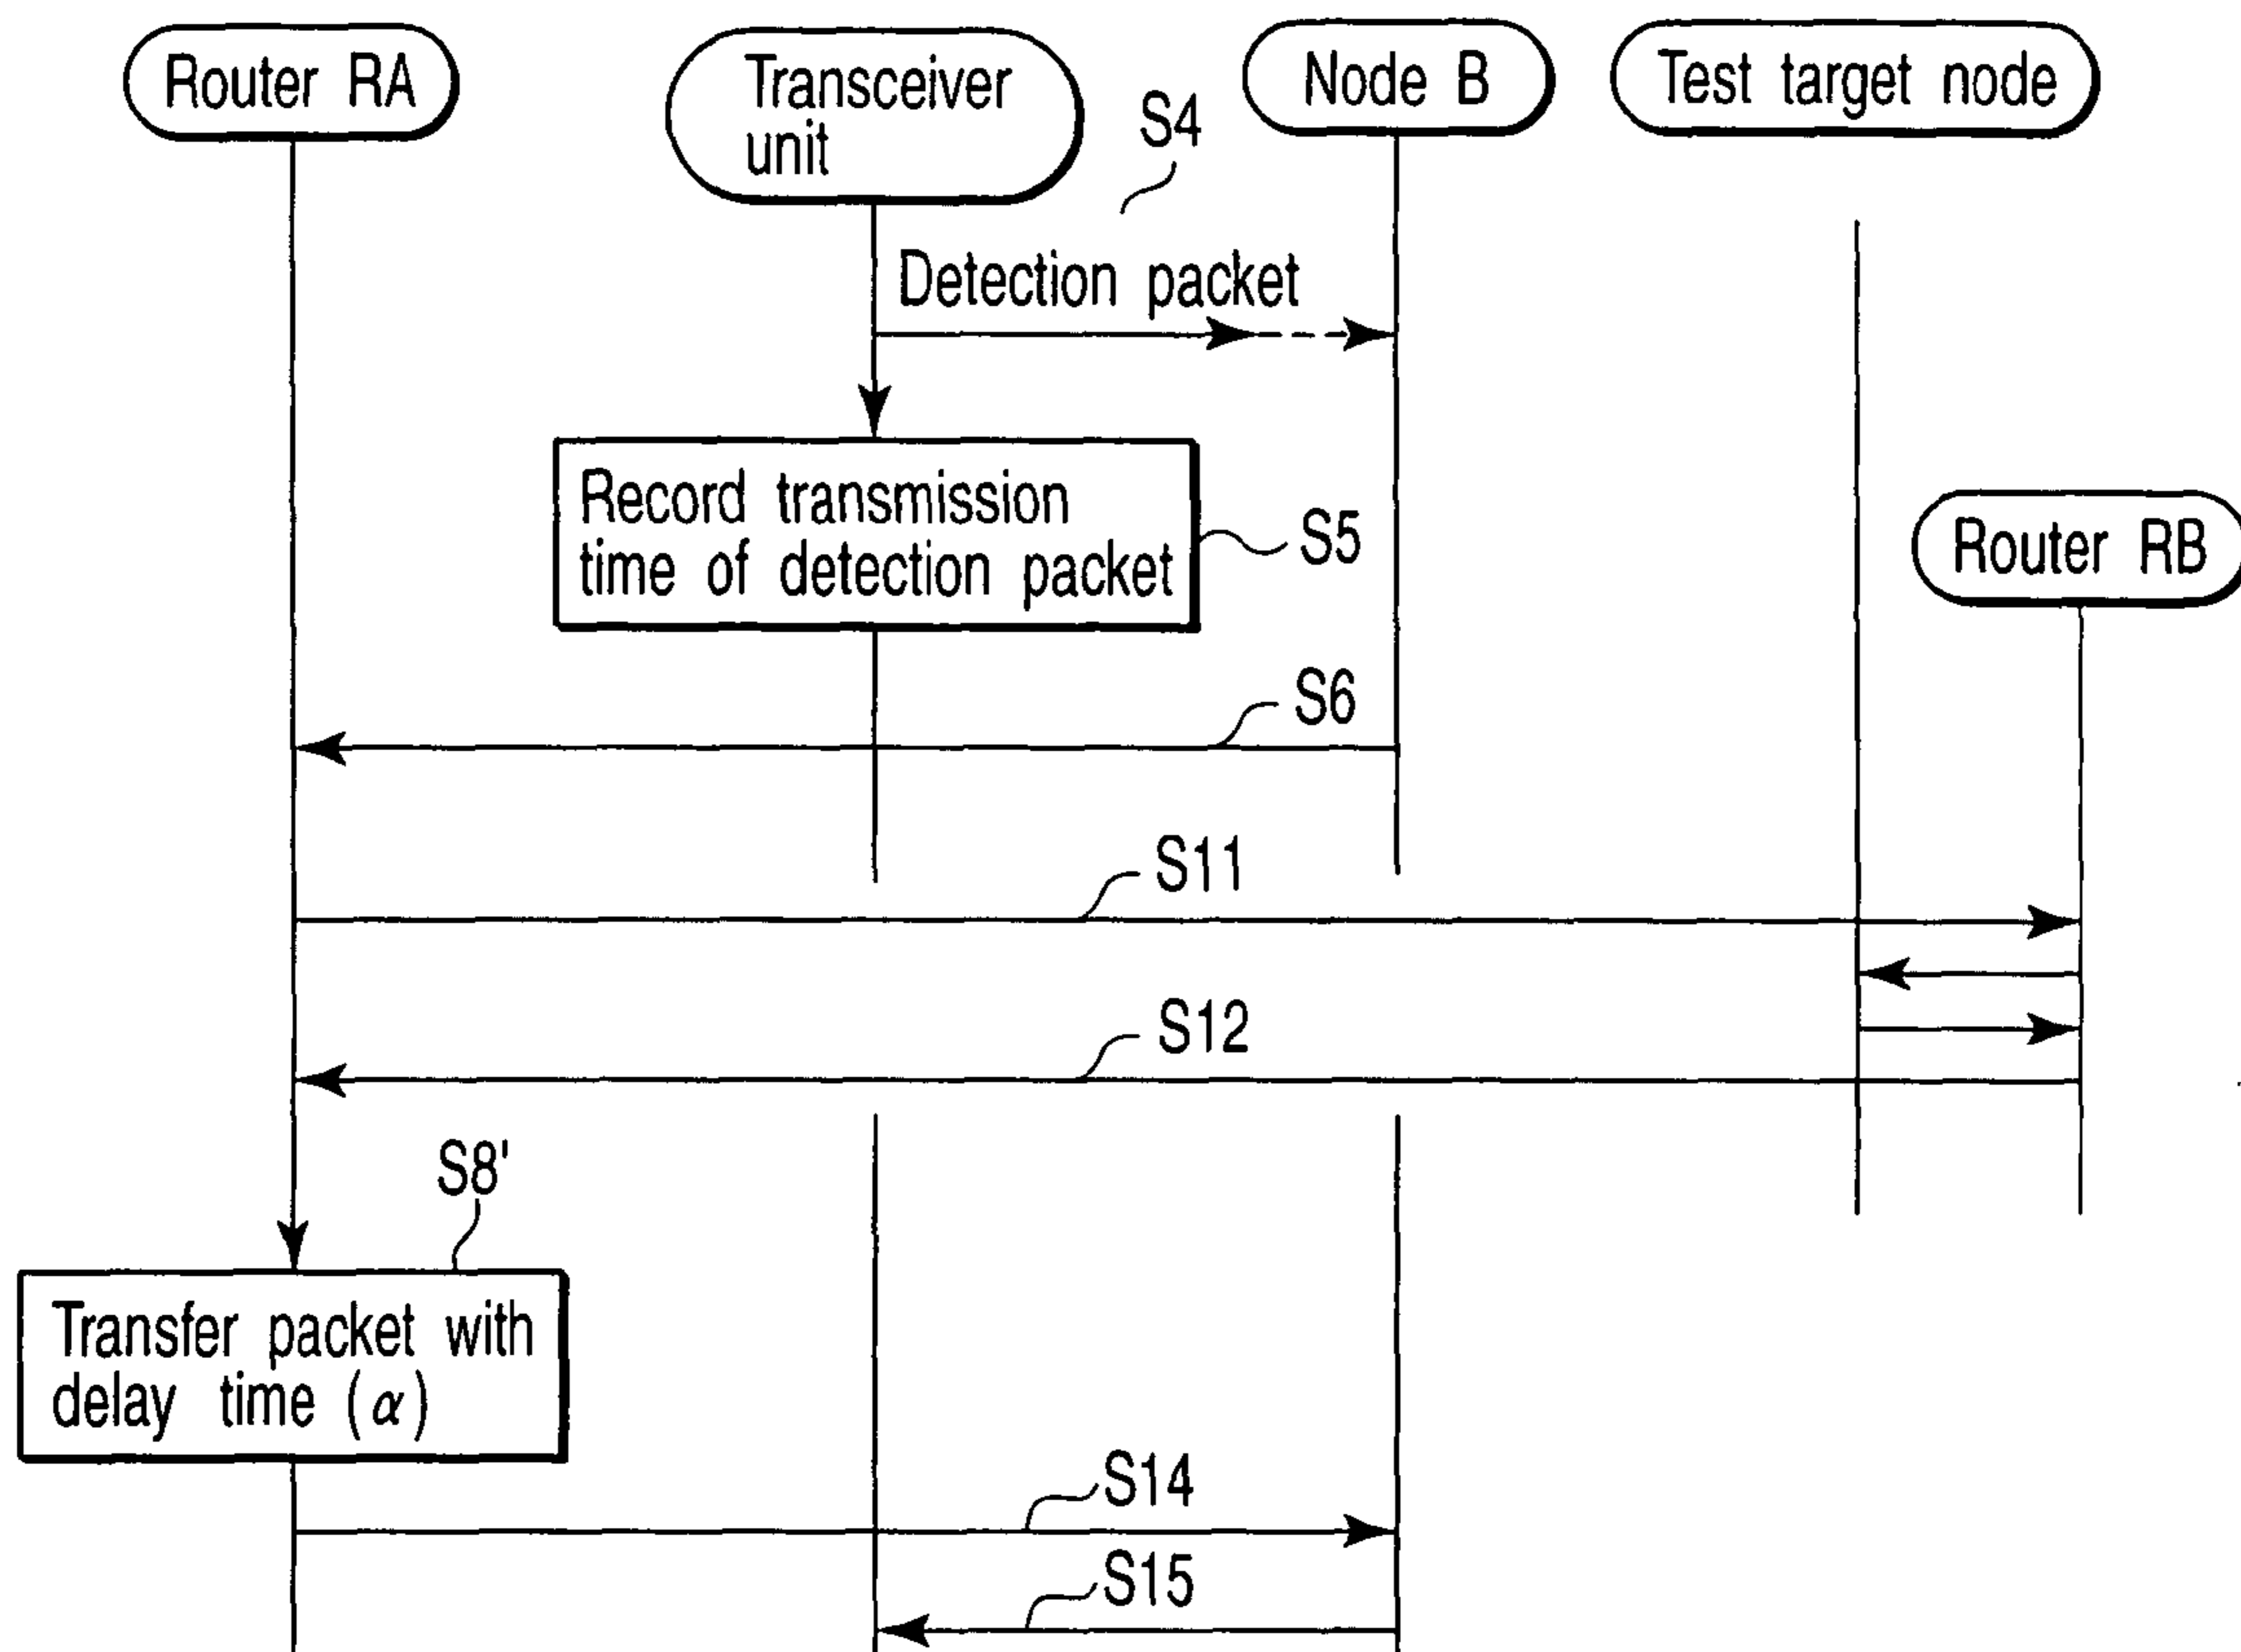 Router RA
Transceiver
unit
Node B
Test target node
S4
Detection packet
Record transmission
time of detection packet
S5
Router RB
S6
S11
S12
S8'
Transfer packet with
delay time (α)
S14
S15